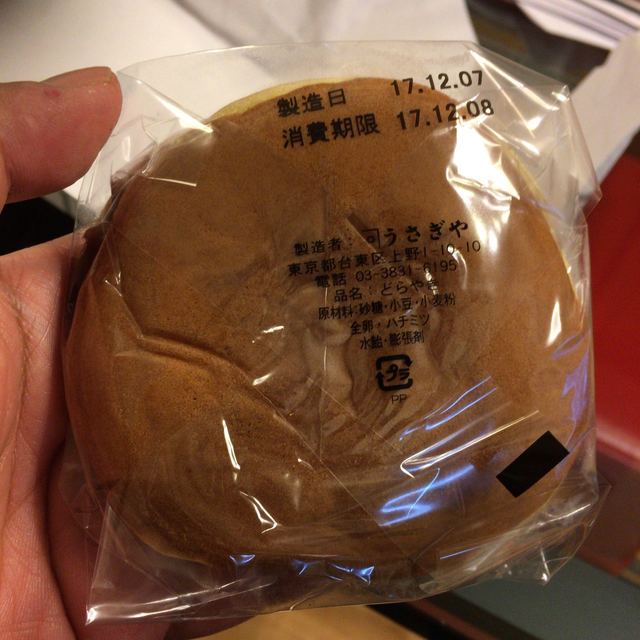 製造日 17.12.07
消費期限 17.12.08
製造者：うさぎや
東京都台東区上野1-10-10
電話 03-3831-6195
品名：どらやき
原材料:砂糖・小豆・小麦粉
全卵・ハチミツ
水飴・膨張剤
プラ
PP